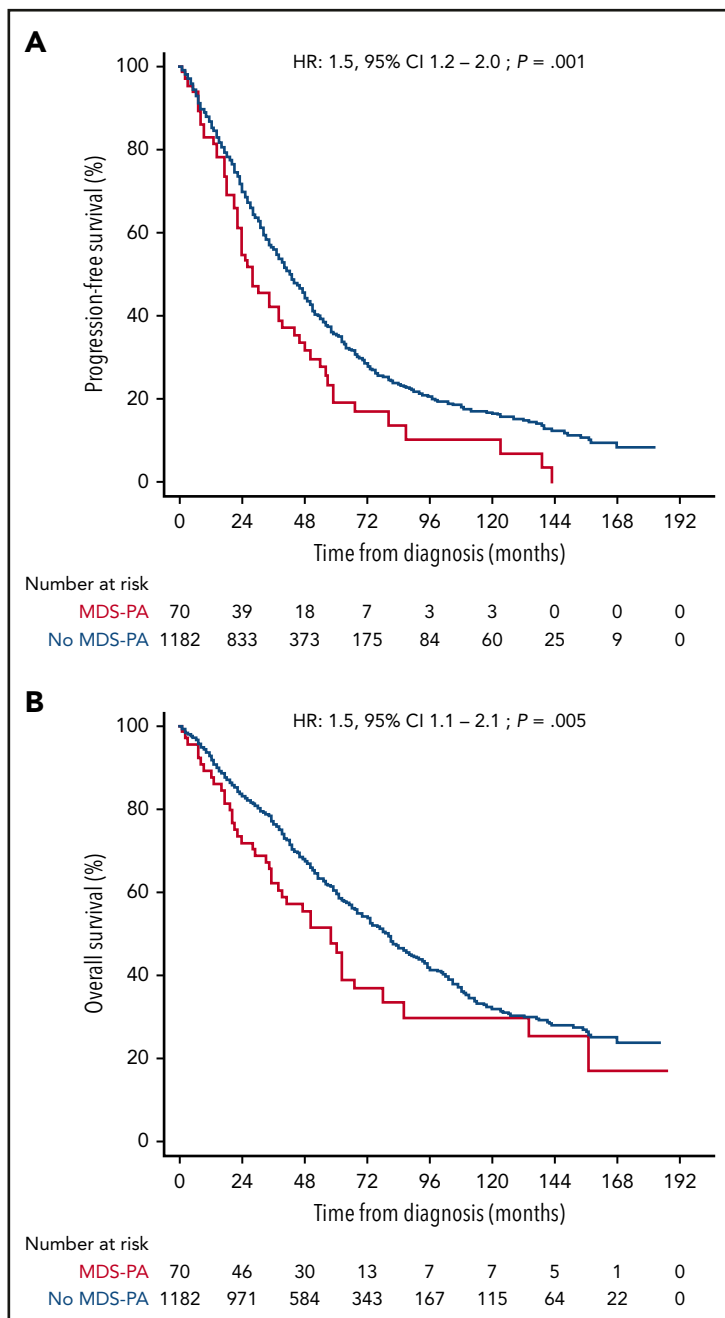 A
HR: 1.5, 95% CI 1.2 – 2.0 ; P = .001
Progression-free survival (%)
100
80
60
40
20
0
0 24 48 72 96 120 144 168 192
Time from diagnosis (months)
Number at risk
MDS-PA 70 39 18 7 3 3 0 0 0
No MDS-PA 1182 833 373 175 84 60 25 9 0
B
HR: 1.5, 95% CI 1.1 – 2.1 ; P = .005
Overall survival (%)
100
80
60
40
20
0
0 24 48 72 96 120 144 168 192
Time from diagnosis (months)
Number at risk
MDS-PA 70 46 30 13 7 7 5 1 0
No MDS-PA 1182 971 584 343 167 115 64 22 0